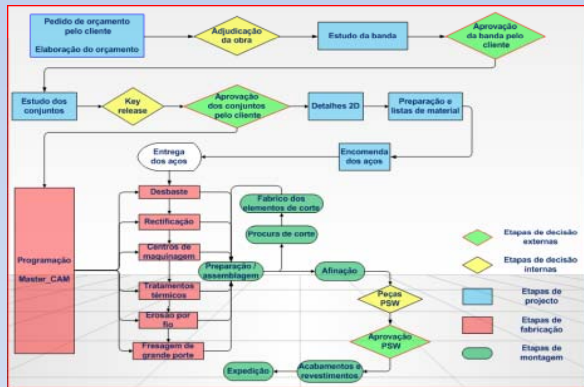 Pedido de orçamento
pelo cliente
Elaboração do orçamento
Adjudicação
da obra
Estudo da banda
Aprovação
da banda pelo
cliente
Estudo dos
conjuntos
Key
release
Aprovação
dos conjuntos
pelo cliente
Detalhes 2D
Preparação e
listas de material
Entrega
dos aços
Encomenda
dos aços
Programação
Master_CAM
Desbaste
Rectificação
Centros de
maquinagem
Tratamentos
térmicos
Erosão por
fio
Fresagem de
grande porte
Fabrico dos
elementos de corte
Procura de corte
Preparação /
assemblagem
Afinação
Peças
PSW
Aprovação
PSW
Acabamentos e
revestimentos
Expedição
Etapas de decisão
externas
Etapas de decisão
internas
Etapas de
projecto
Etapas de
fabricação
Etapas de
montagem